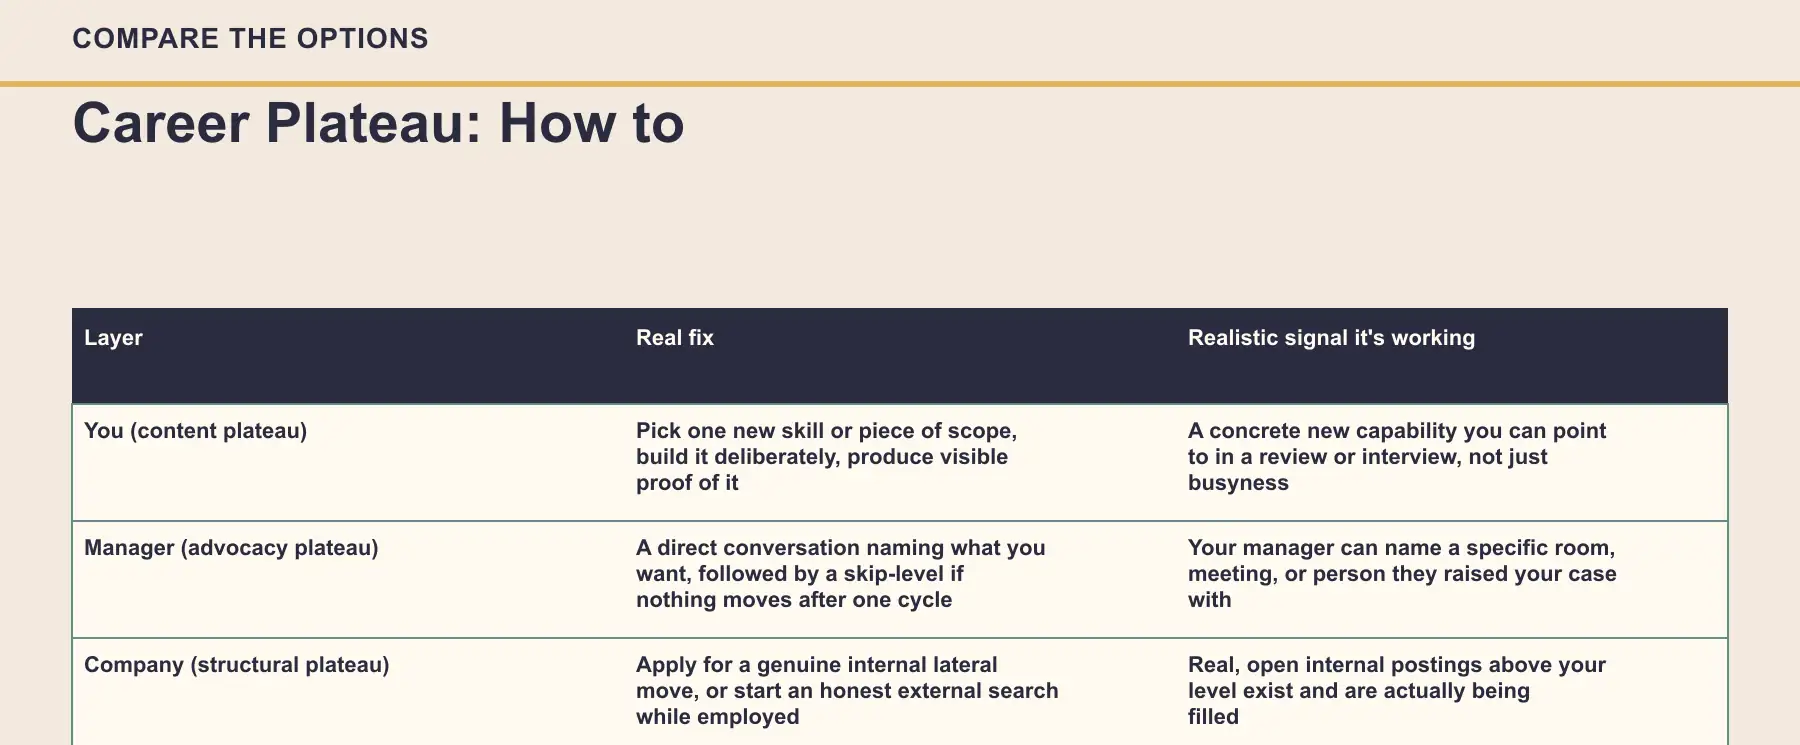 COMPARE THE OPTIONS
Career Plateau: How to
Layer
Real fix
Realistic signal it's working
You (content plateau)
Pick one new skill or piece of scope,
build it deliberately, produce visible
proof of it
A concrete new capability you can point
to in a review or interview, not just
busyness
Manager (advocacy plateau)
A direct conversation naming what you
want, followed by a skip-level if
nothing moves after one cycle
Your manager can name a specific room,
meeting, or person they raised your case
with
Company (structural plateau)
Apply for a genuine internal lateral
move, or start an honest external search
while employed
Real, open internal postings above your
level exist and are actually being
filled